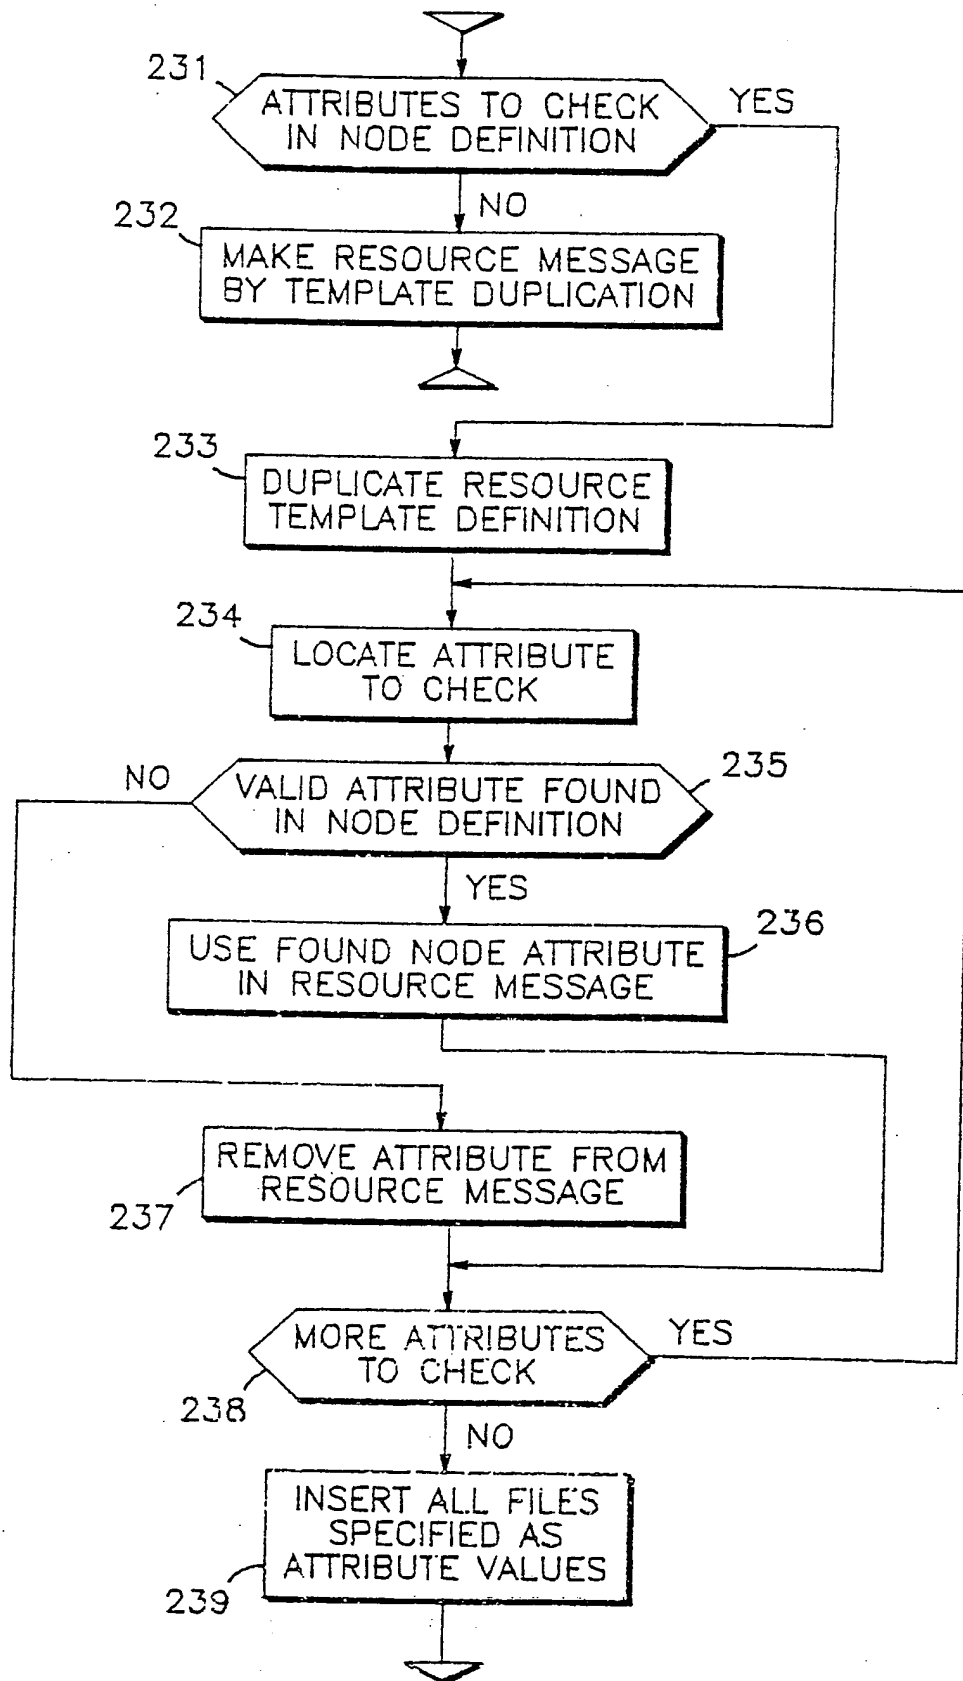 231
ATTRIBUTES TO CHECK
IN NODE DEFINITION
YES
NO
232
MAKE RESOURCE MESSAGE
BY TEMPLATE DUPLICATION
233
DUPLICATE RESOURCE
TEMPLATE DEFINITION
234
LOCATE ATTRIBUTE
TO CHECK
NO
VALID ATTRIBUTE FOUND
IN NODE DEFINITION
235
YES
236
USE FOUND NODE ATTRIBUTE
IN RESOURCE MESSAGE
REMOVE ATTRIBUTE FROM
RESOURCE MESSAGE
237
MORE ATTRIBUTES
TO CHECK
YES
238
NO
INSERT ALL FILES
SPECIFIED AS
ATTRIBUTE VALUES
239